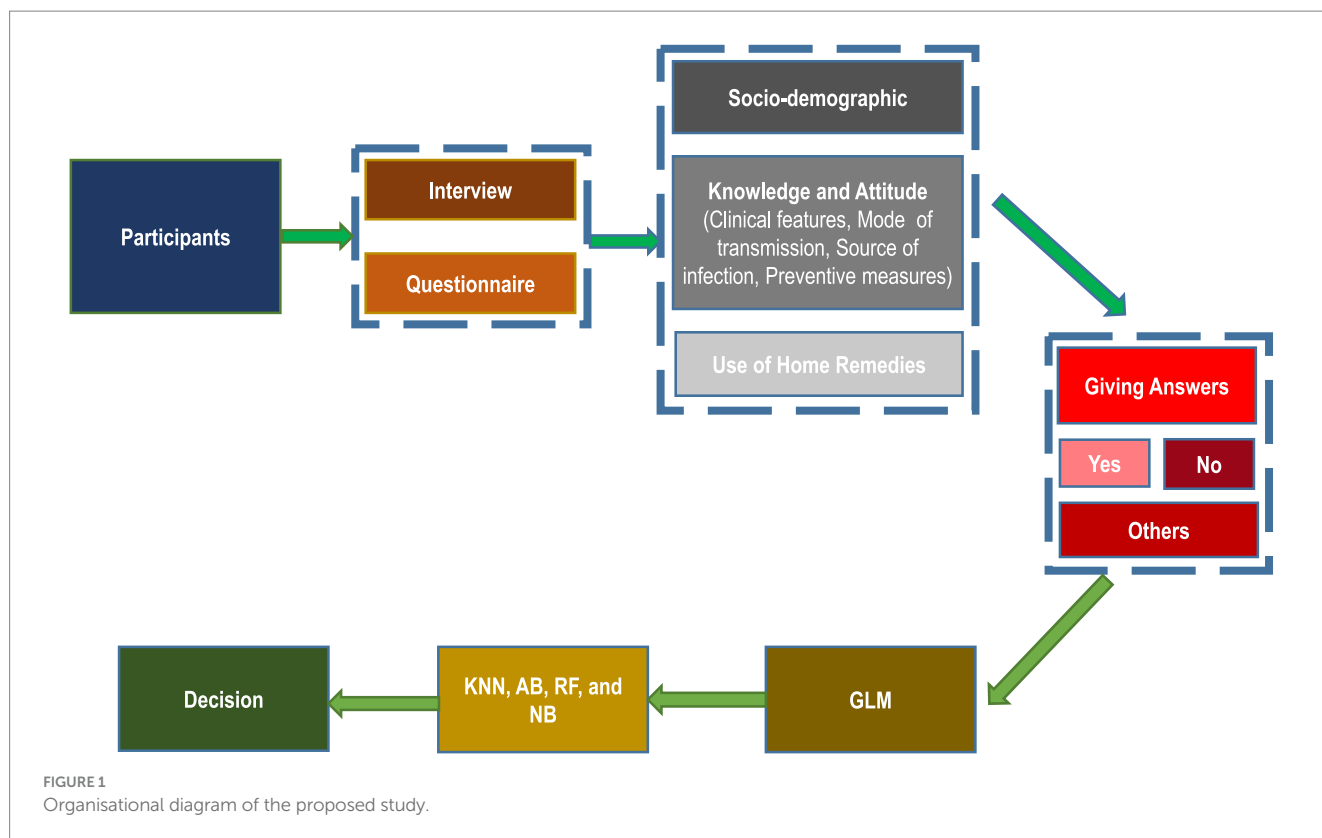 Participants
Interview
Questionnaire
Socio-demographic
Knowledge and Attitude
(Clinical features, Mode of
transmission, Source of
infection, Preventive measures)
Use of Home Remedies
Giving Answers
Yes
No
Others
GLM
KNN, AB, RF, and
NB
Decision
FIGURE 1
Organisational diagram of the proposed study.